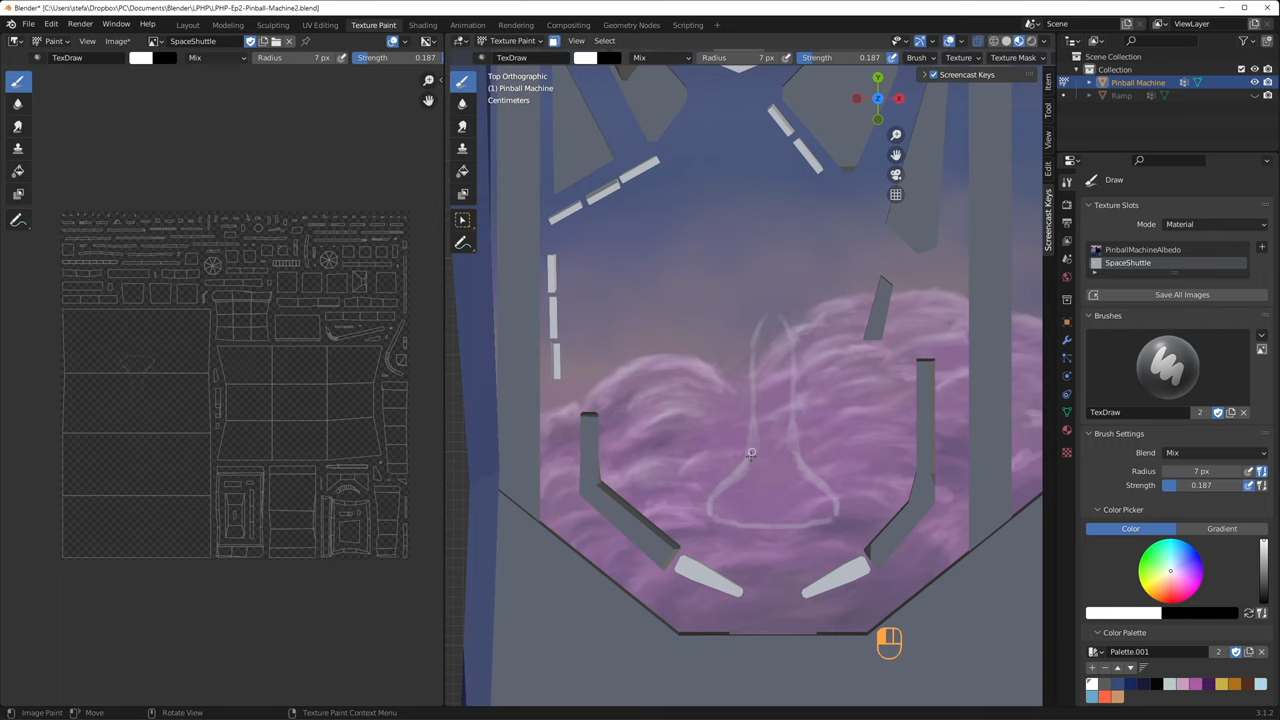 Blender* [C:\Users\stefa\Dropbox\PC\Documents\Blender\LPHP\LPHP-Ep2-Pinball-Machine2.blend]
File Edit Render Window Help Layout Modeling Sculpting UV Editing Texture Paint Shading Animation Rendering Compositing Geometry Nodes Scripting + Scene ViewLayer
Paint View Image* SpaceShuttle Texture Paint View Select
TexDraw Mix Radius 7 px Strength 0.187 TexDraw Mix Radius 7 px Strength 0.187 Brush Texture Texture Mask
Top Orthographic
(1) Pinball Machine
Centimeters
Y
Z
X
Screencast Keys
Item
Tool
View
Edit
Screencast Keys
Scene Collection
Collection
Pinball Machine
Ramp
Draw
Texture Slots
Mode Material
PinballMachineAlbedo
SpaceShuttle
Save All Images
Brushes
TexDraw 2
Brush Settings
Blend Mix
Radius 7 px
Strength 0.187
Color Picker
Color Gradient
Color Palette
Palette.001 2
Image Paint Move Rotate View Texture Paint Context Menu 3.1.2